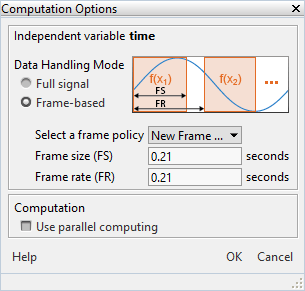 Computation Options X
Independent variable time
Data Handling Mode
Full signal
Frame-based
f(x1) f(x2) ...
FS
FR
Select a frame policy New Frame ...
Frame size (FS) 0.21 seconds
Frame rate (FR) 0.21 seconds
Computation
Use parallel computing
Help OK Cancel